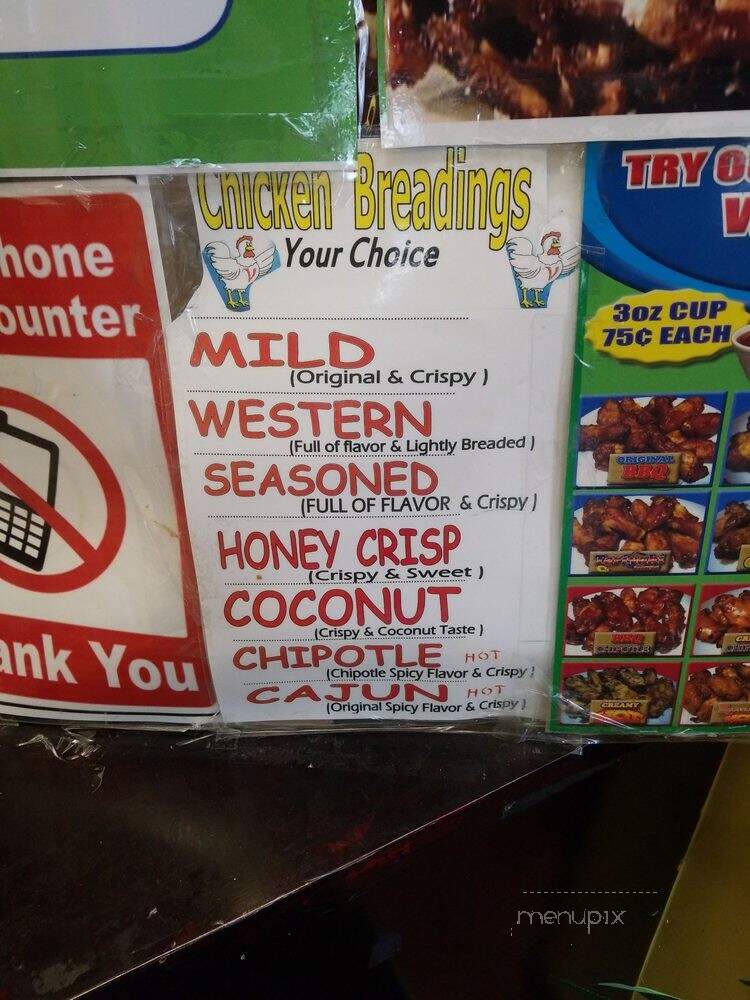 hone
ounter
ank You
Chicken Breadings
Your Choice
MILD
(Original & Crispy )
WESTERN
(Full of flavor & Lightly Breaded )
SEASONED
(FULL OF FLAVOR & Crispy )
HONEY CRISP
(Crispy & Sweet )
COCONUT
(Crispy & Coconut Taste )
CHIPOTLE HOT
(Chipotle Spicy Flavor & Crispy )
CAJUN HOT
(Original Spicy Flavor & Crispy )
TRY
3oz CUP
75¢ EACH
ORIGINAL
BBQ
BBQ
CHIPOTLE
CREAMY
menupix